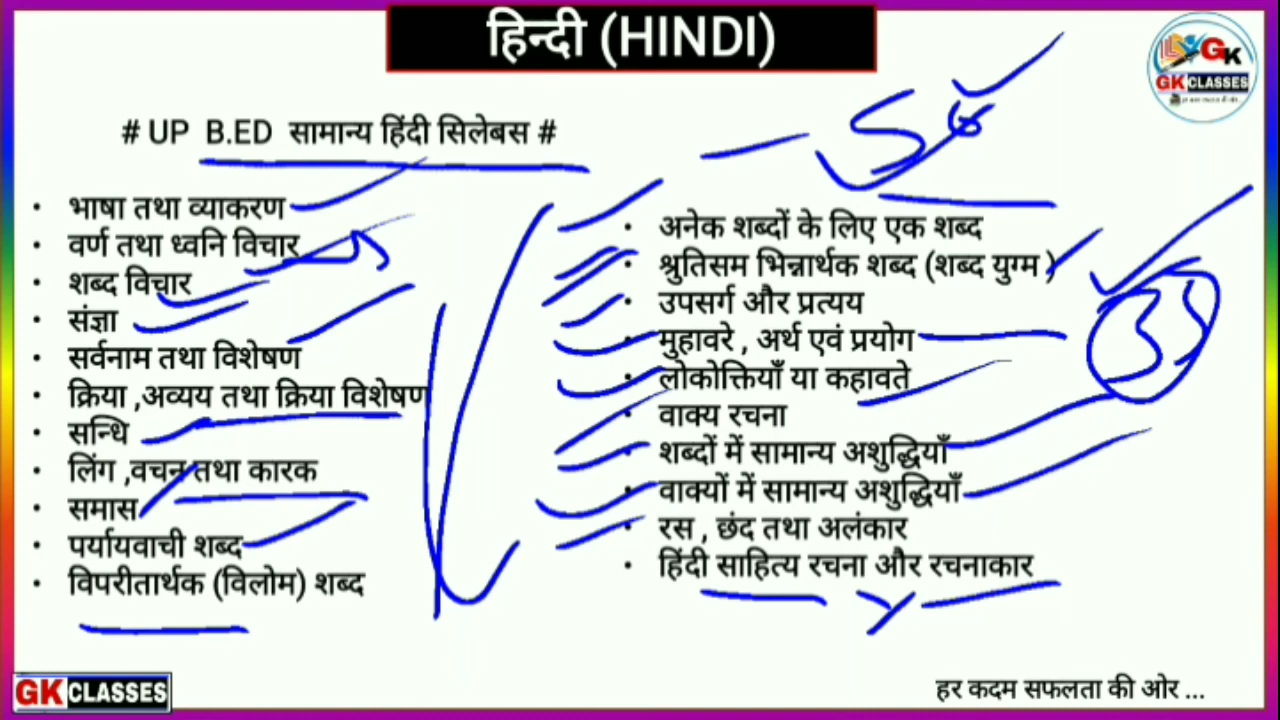 हिन्दी (HINDI)
GK
GK CLASSES
# UP B.ED सामान्य हिंदी सिलेबस #
• भाषा तथा व्याकरण
• वर्ण तथा ध्वनि विचार
• शब्द विचार
• संज्ञा
• सर्वनाम तथा विशेषण
• क्रिया ,अव्यय तथा क्रिया विशेषण
• सन्धि
• लिंग ,वचन तथा कारक
• समास
• पर्यायवाची शब्द
• विपरीतार्थक (विलोम) शब्द
• अनेक शब्दों के लिए एक शब्द
• श्रुतिसम भिन्नार्थक शब्द (शब्द युग्म )
• उपसर्ग और प्रत्यय
• मुहावरे , अर्थ एवं प्रयोग
• लोकोक्तियाँ या कहावते
• वाक्य रचना
• शब्दों में सामान्य अशुद्धियाँ
• वाक्यों में सामान्य अशुद्धियाँ
• रस , छंद तथा अलंकार
• हिंदी साहित्य रचना और रचनाकार
GK CLASSES
हर कदम सफलता की ओर ...